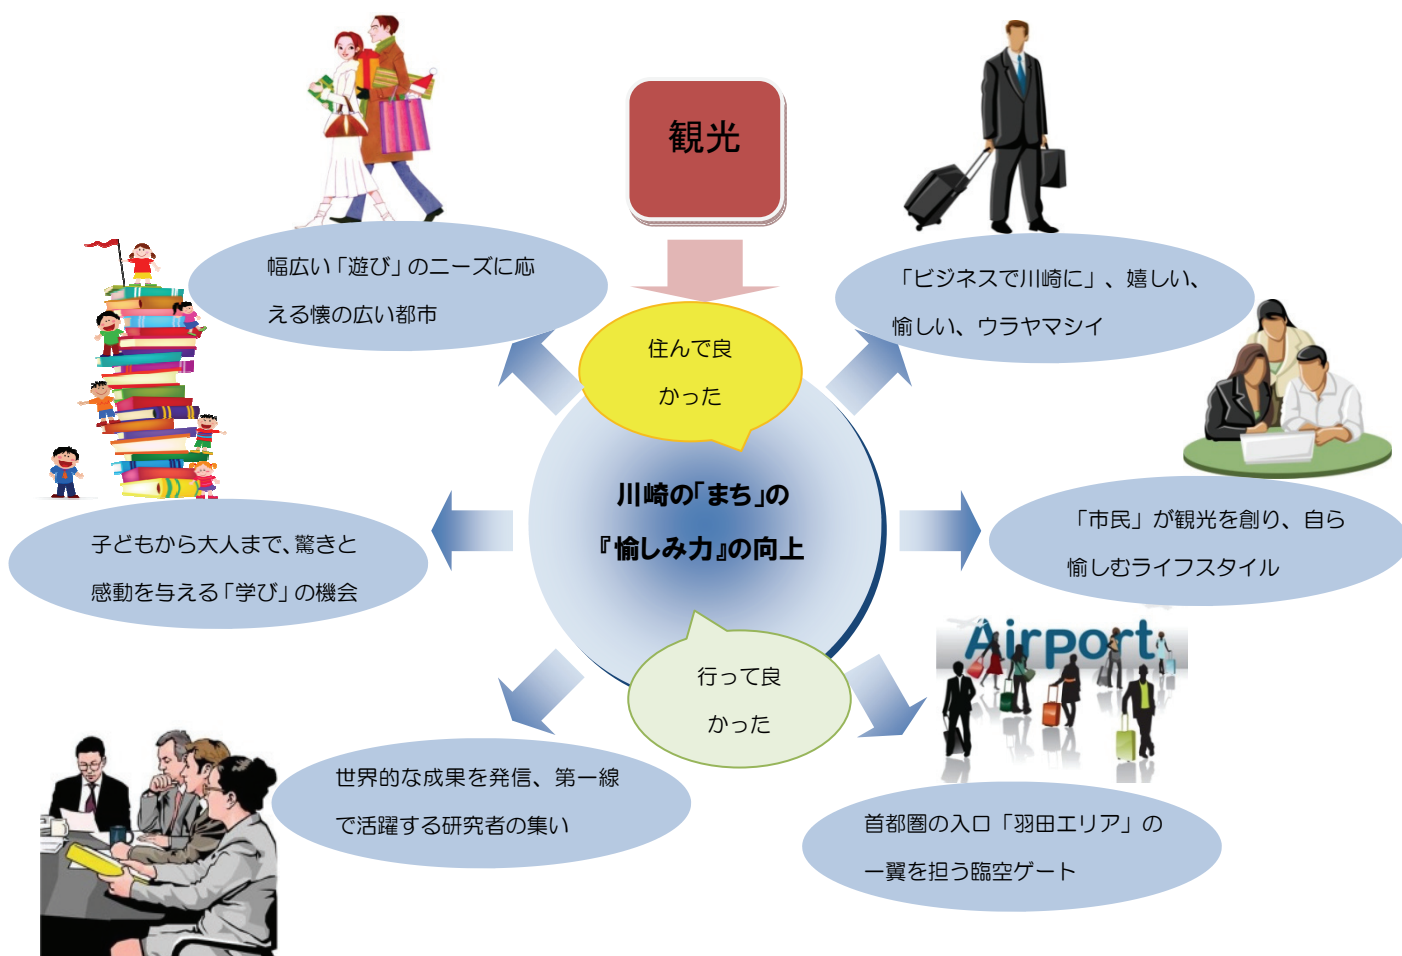 観光
幅広い「遊び」のニーズに応
える懐の広い都市
「ビジネスで川崎に」、嬉しい、
愉しい、ウラヤマシイ
住んで良
かった
川崎の「まち」の
『愉しみ力』の向上
子どもから大人まで、驚きと
感動を与える「学び」の機会
「市民」が観光を創り、自ら
愉しむライフスタイル
Airport
行って良
かった
世界的な成果を発信、第一線
で活躍する研究者の集い
首都圏の入口「羽田エリア」の
一翼を担う臨空ゲート